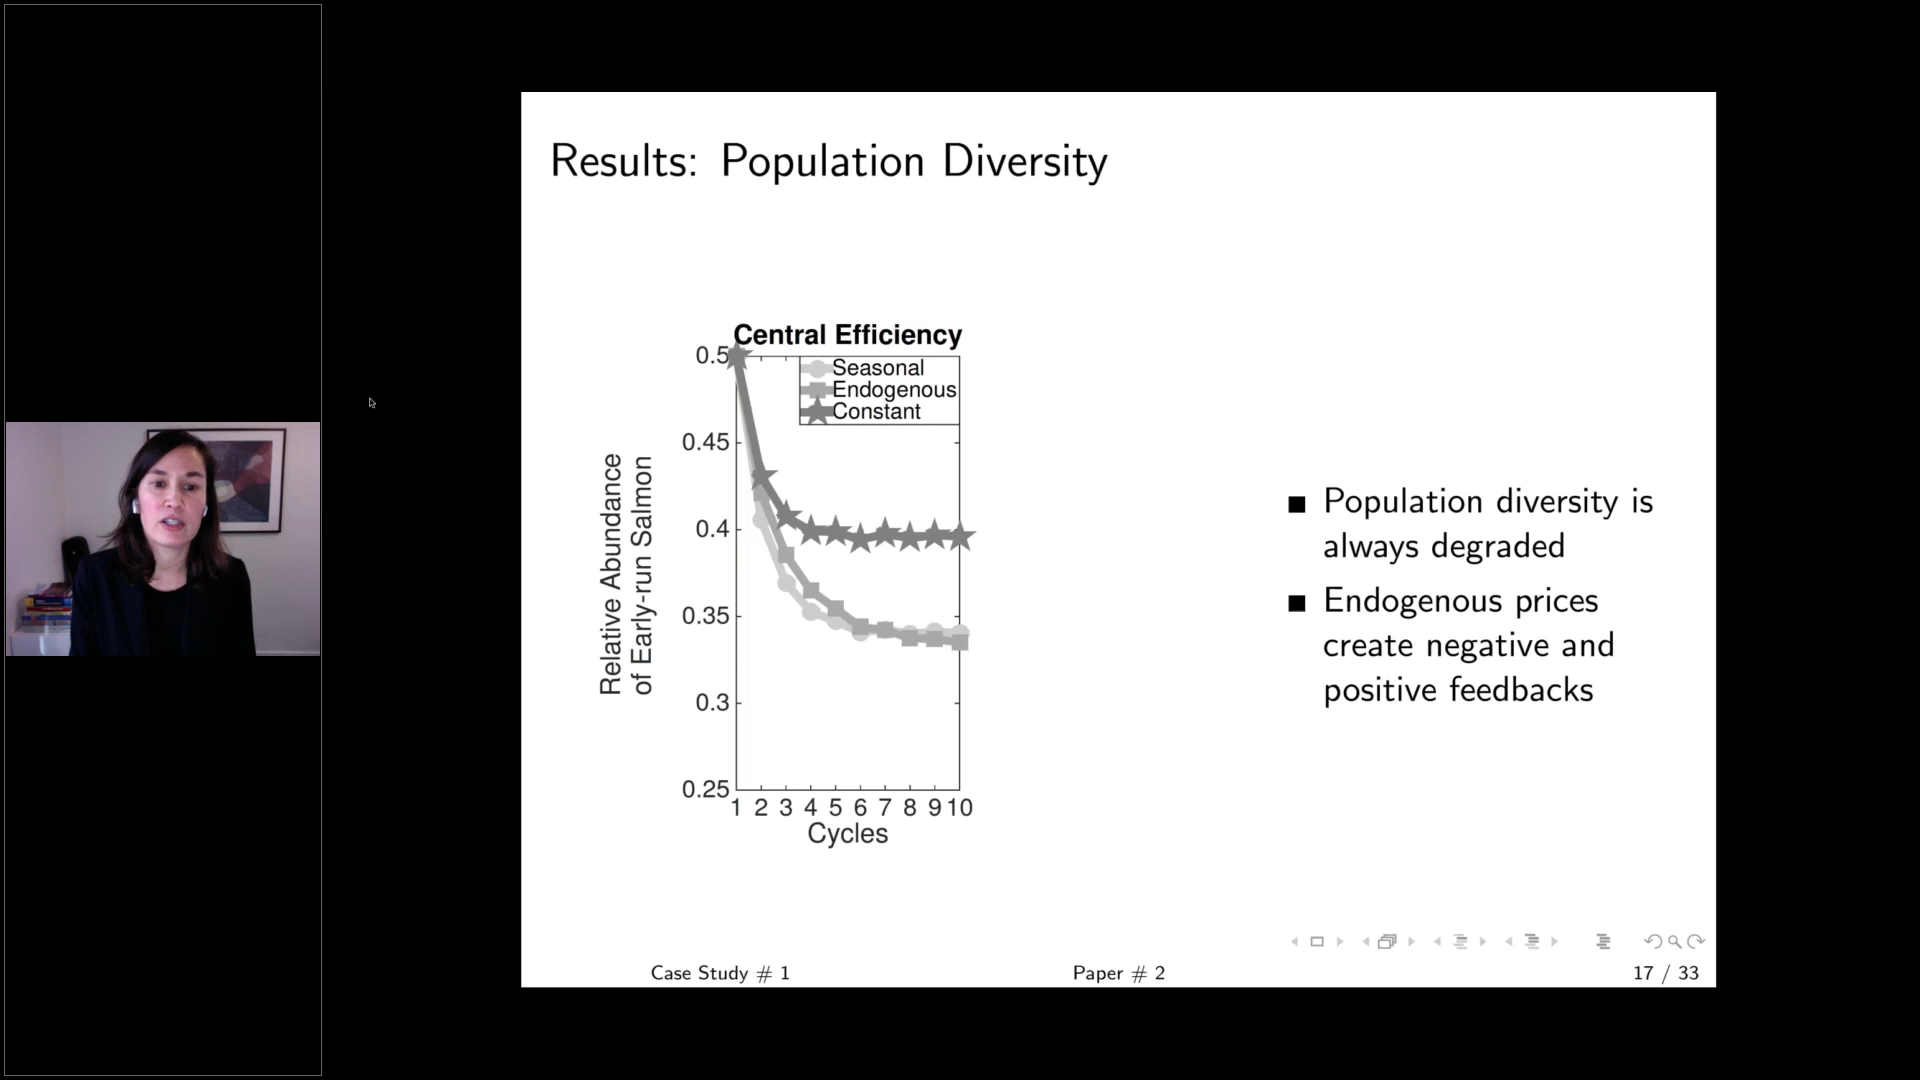 Results: Population Diversity
Central Efficiency
Seasonal
Endogenous
Constant
0.5
0.45
0.4
0.35
0.3
0.25
1 2 3 4 5 6 7 8 9 10
Cycles
Relative Abundance
of Early-run Salmon
Population diversity is
always degraded
Endogenous prices
create negative and
positive feedbacks
Case Study # 1
Paper # 2
17 / 33